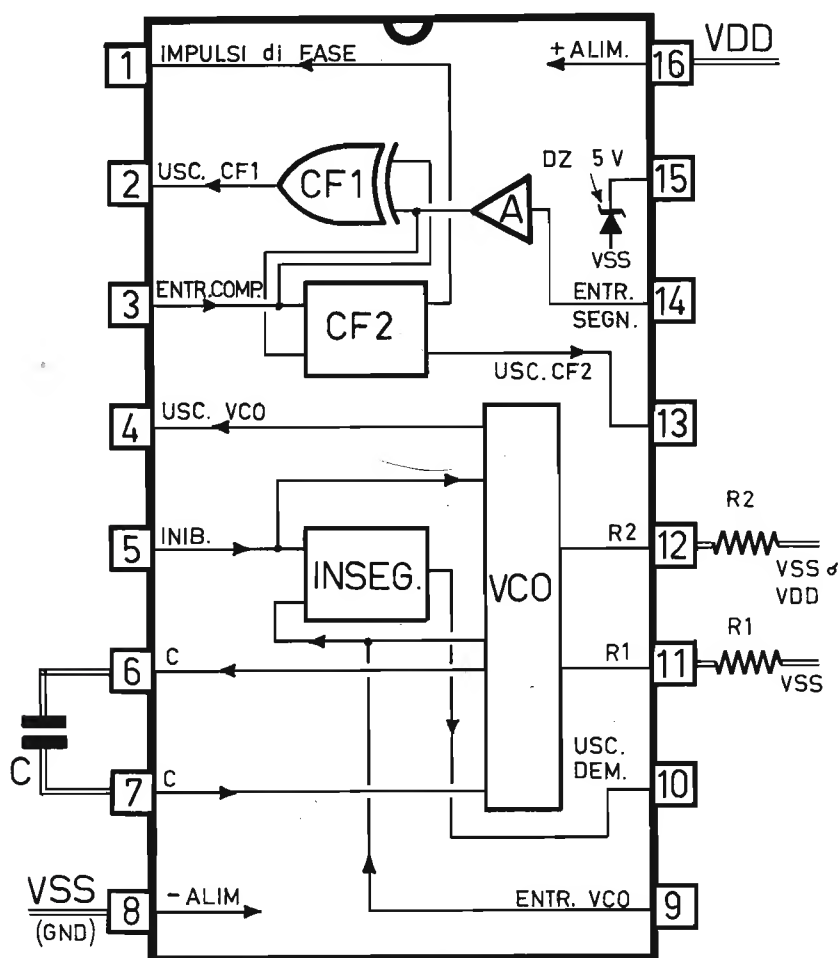 1
IMPULSI di FASE
+ ALIM.
16
VDD
2
USC. CF1
CF1
A
DZ 5 V
VSS
15
3
ENTR.COMP.
CF2
ENTR.
SEGN.
14
USC. CF2
13
4
USC. VCO
VCO
5
INIB.
INSEG.
R2
12
R2
VSS o
VDD
6
C
R1
11
R1
VSS
C
7
C
USC.
DEM.
10
VSS
(GND)
8
- ALIM
ENTR. VCO
9